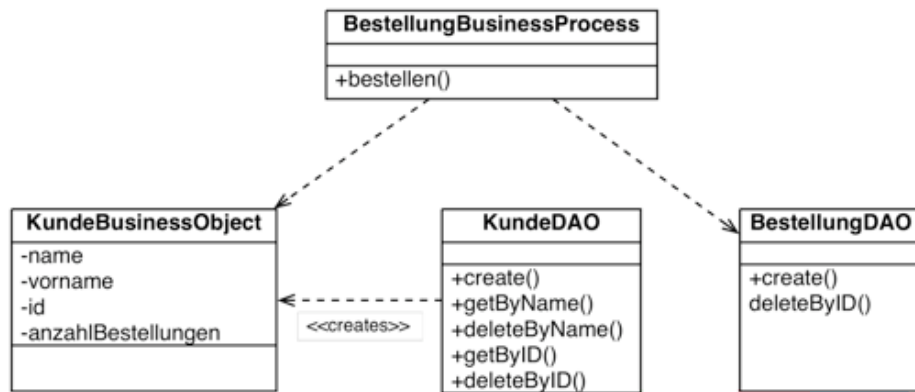 BestellungBusinessProcess
+bestellen()
KundeBusinessObject
-name
-vorname
-id
-anzahlBestellungen
<<creates>>
KundeDAO
+create()
+getByName()
+deleteByName()
+getByID()
+deleteByID()
BestellungDAO
+create()
deleteByID()